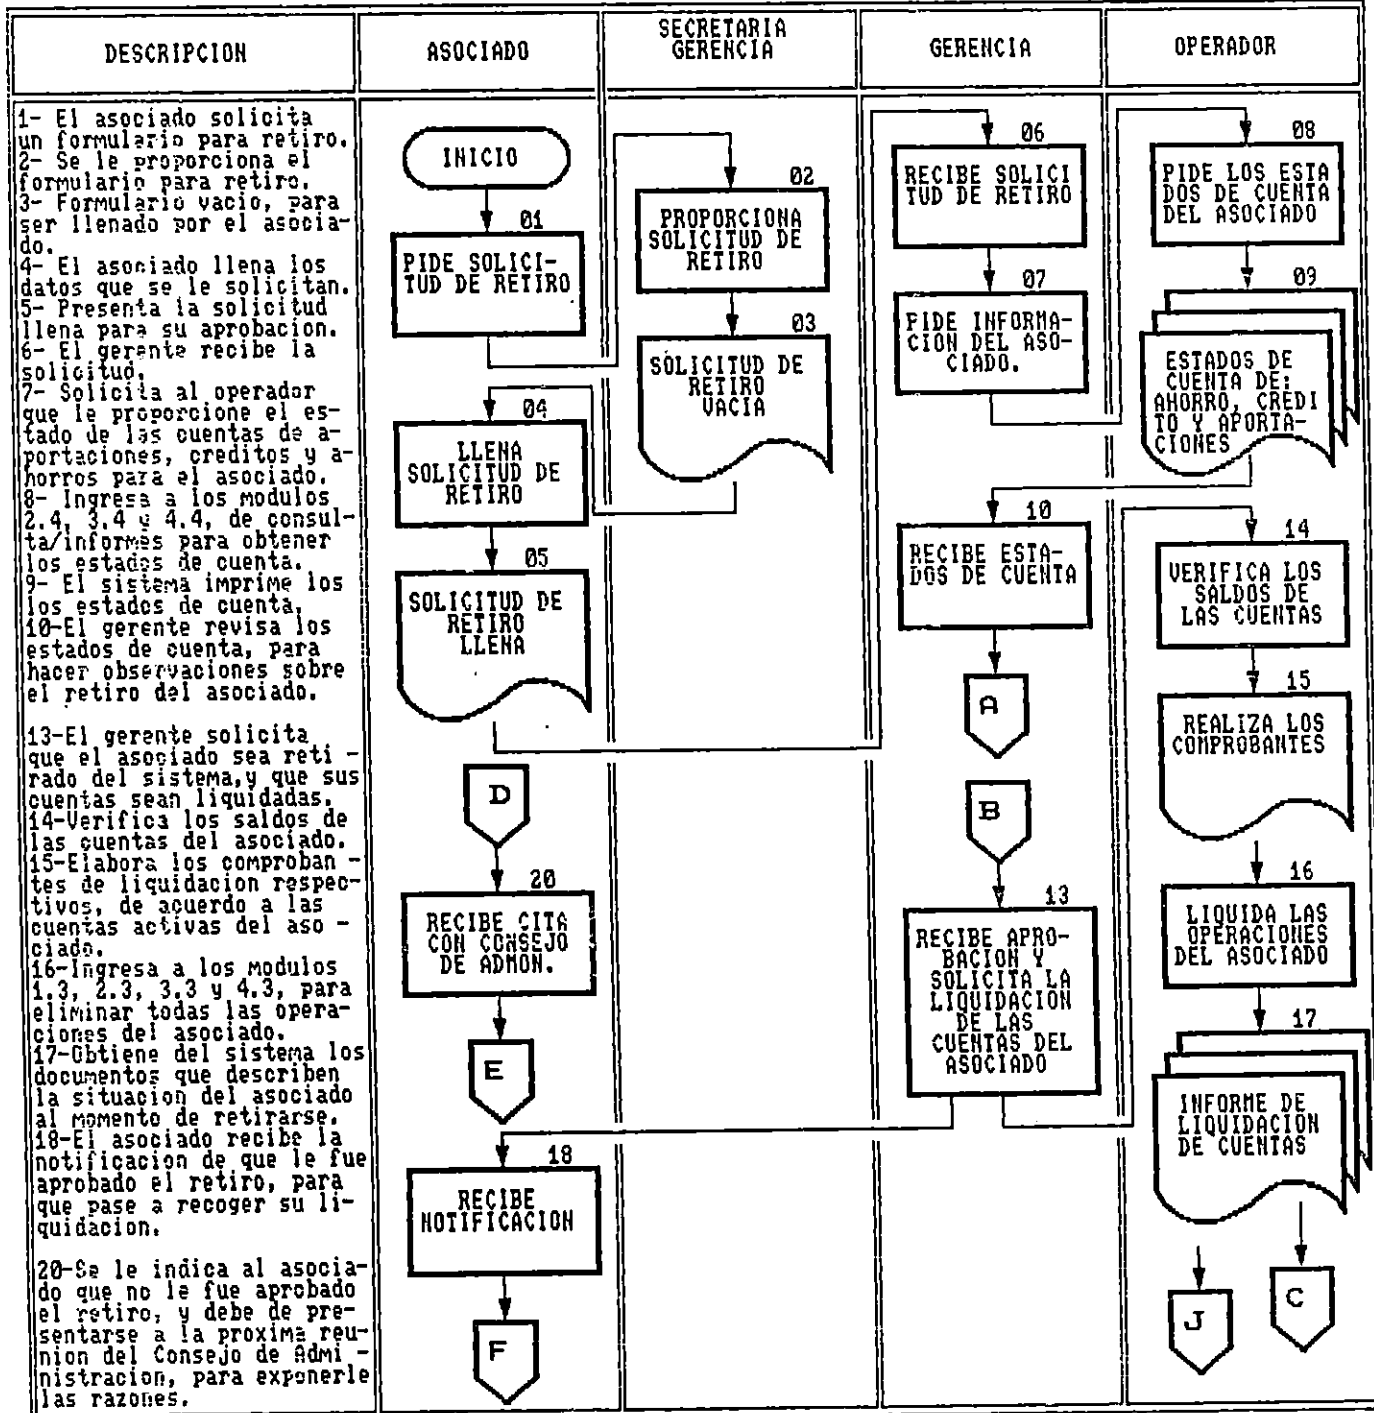 DESCRIPCION
ASOCIADO
SECRETARIA
GERENCIA
GERENCIA
OPERADOR
1- El asociado solicita
un formulario para retiro.
2- Se le proporciona el
formulario para retiro.
3- Formulario vacio, para
ser llenado por el asocia-
do.
4- El asociado llena los
datos que se le solicitan.
5- Presenta la solicitud
llena para su aprobacion.
6- El gerente recibe la
solicitud.
7- Solicita al operador
que le proporcione el es-
tado de las cuentas de a-
portaciones, creditos y a-
horros para el asociado.
8- Ingresa a los modulos
2.4, 3.4 y 4.4, de consul-
ta/informes para obtener
los estados de cuenta.
9- El sistema imprime los
los estados de cuenta.
10-El gerente revisa los
estados de cuenta, para
hacer observaciones sobre
el retiro del asociado.
13-El gerente solicita
que el asociado sea reti -
rado del sistema,y que sus
cuentas sean liquidadas.
14-Verifica los saldos de
las cuentas del asociado.
15-Elabora los comproban -
tes de liquidacion respec-
tivos, de acuerdo a las
cuentas activas del aso -
ciado.
16-Ingresa a los modulos
1.3, 2.3, 3.3 y 4.3, para
eliminar todas las opera-
ciones del asociado.
17-Obtiene del sistema los
documentos que describen
la situacion del asociado
al momento de retirarse.
18-El asociado recibe la
notificacion de que le fue
aprobado el retiro, para
que pase a recoger su li-
quidacion.
20-Se le indica al asocia-
do que no le fue aprobado
el retiro, y debe de pre-
sentarse a la proxima reu-
nion del Consejo de Admi -
nistracion, para exponerle
las razones.
INICIO
01
PIDE SOLICI-
TUD DE RETIRO
04
LLENA
SOLICITUD DE
RETIRO
05
SOLICITUD DE
RETIRO
LLENA
D
20
RECIBE CITA
CON CONSEJO
DE ADMON.
E
18
RECIBE
NOTIFICACION
F
02
PROPORCIONA
SOLICITUD DE
RETIRO
03
SOLICITUD DE
RETIRO
VACIA
06
RECIBE SOLICI
TUD DE RETIRO
07
PIDE INFORMA-
CION DEL ASO-
CIADO.
10
RECIBE ESTA-
DOS DE CUENTA
A
B
13
RECIBE APRO-
BACION Y
SOLICITA LA
LIQUIDACION
DE LAS
CUENTAS DEL
ASOCIADO
08
PIDE LOS ESTA
DOS DE CUENTA
DEL ASOCIADO
09
ESTADOS DE
CUENTA DE:
AHORRO, CREDI
TO Y APORTA-
CIONES
14
VERIFICA LOS
SALDOS DE
LAS CUENTAS
15
REALIZA LOS
COMPROBANTES
16
LIQUIDA LAS
OPERACIONES
DEL ASOCIADO
17
INFORME DE
LIQUIDACION
DE CUENTAS
J
C